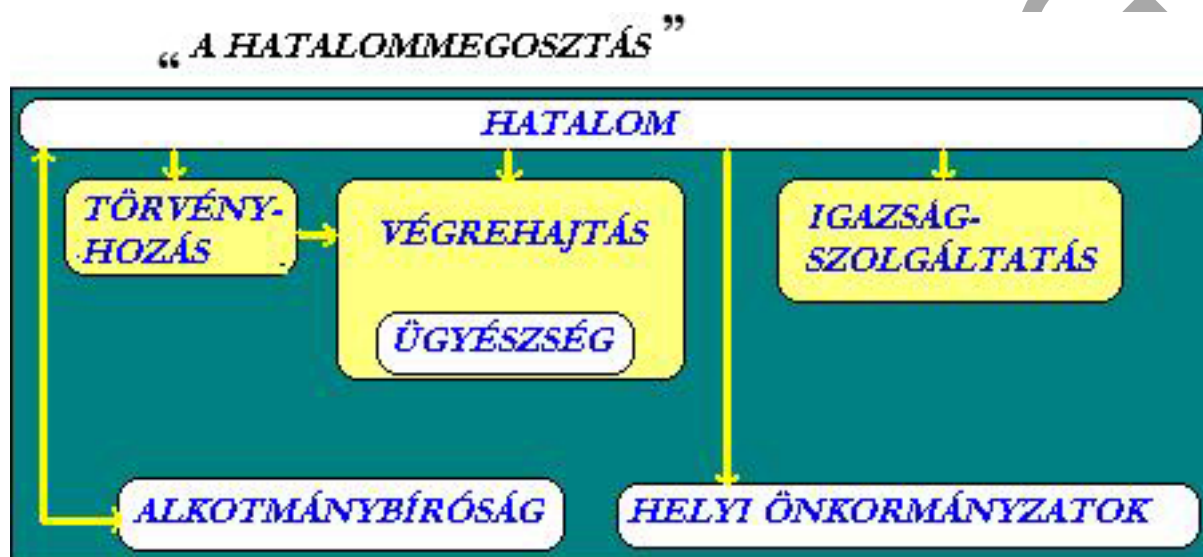 „ A HATALOMMEGOSZTÁS ”
HATALOM
TÖRVÉNY-
HOZÁS
VÉGREHAJTÁS
ÜGYÉSZSÉG
IGAZSÁG-
SZOLGÁLTATÁS
ALKOTMÁNYBÍRÓSÁG
HELYI ÖNKORMÁNYZATOK